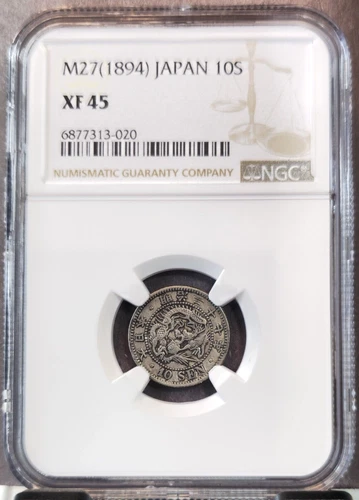 M27(1894) JAPAN 10S
XF 45
6877313-020
NUMISMATIC GUARANTY COMPANY NGC
10 SEN